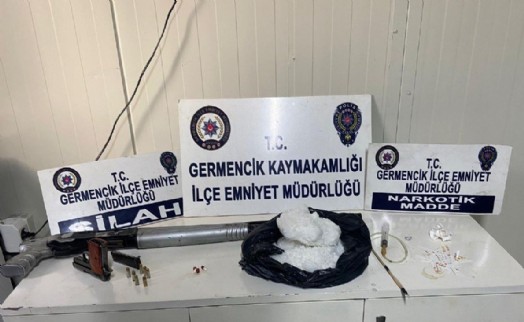 T.C.
GERMENCİK İLÇE EMNİYET
MÜDÜRLÜĞÜ
SİLAH
POLİS
T.C.
GERMENCİK KAYMAKAMLIĞI
İLÇE EMNİYET MÜDÜRLÜĞÜ
T.C.
GERMENCİK İLÇE EMNİYET
MÜDÜRLÜĞÜ
NARKOTİK
MADDE